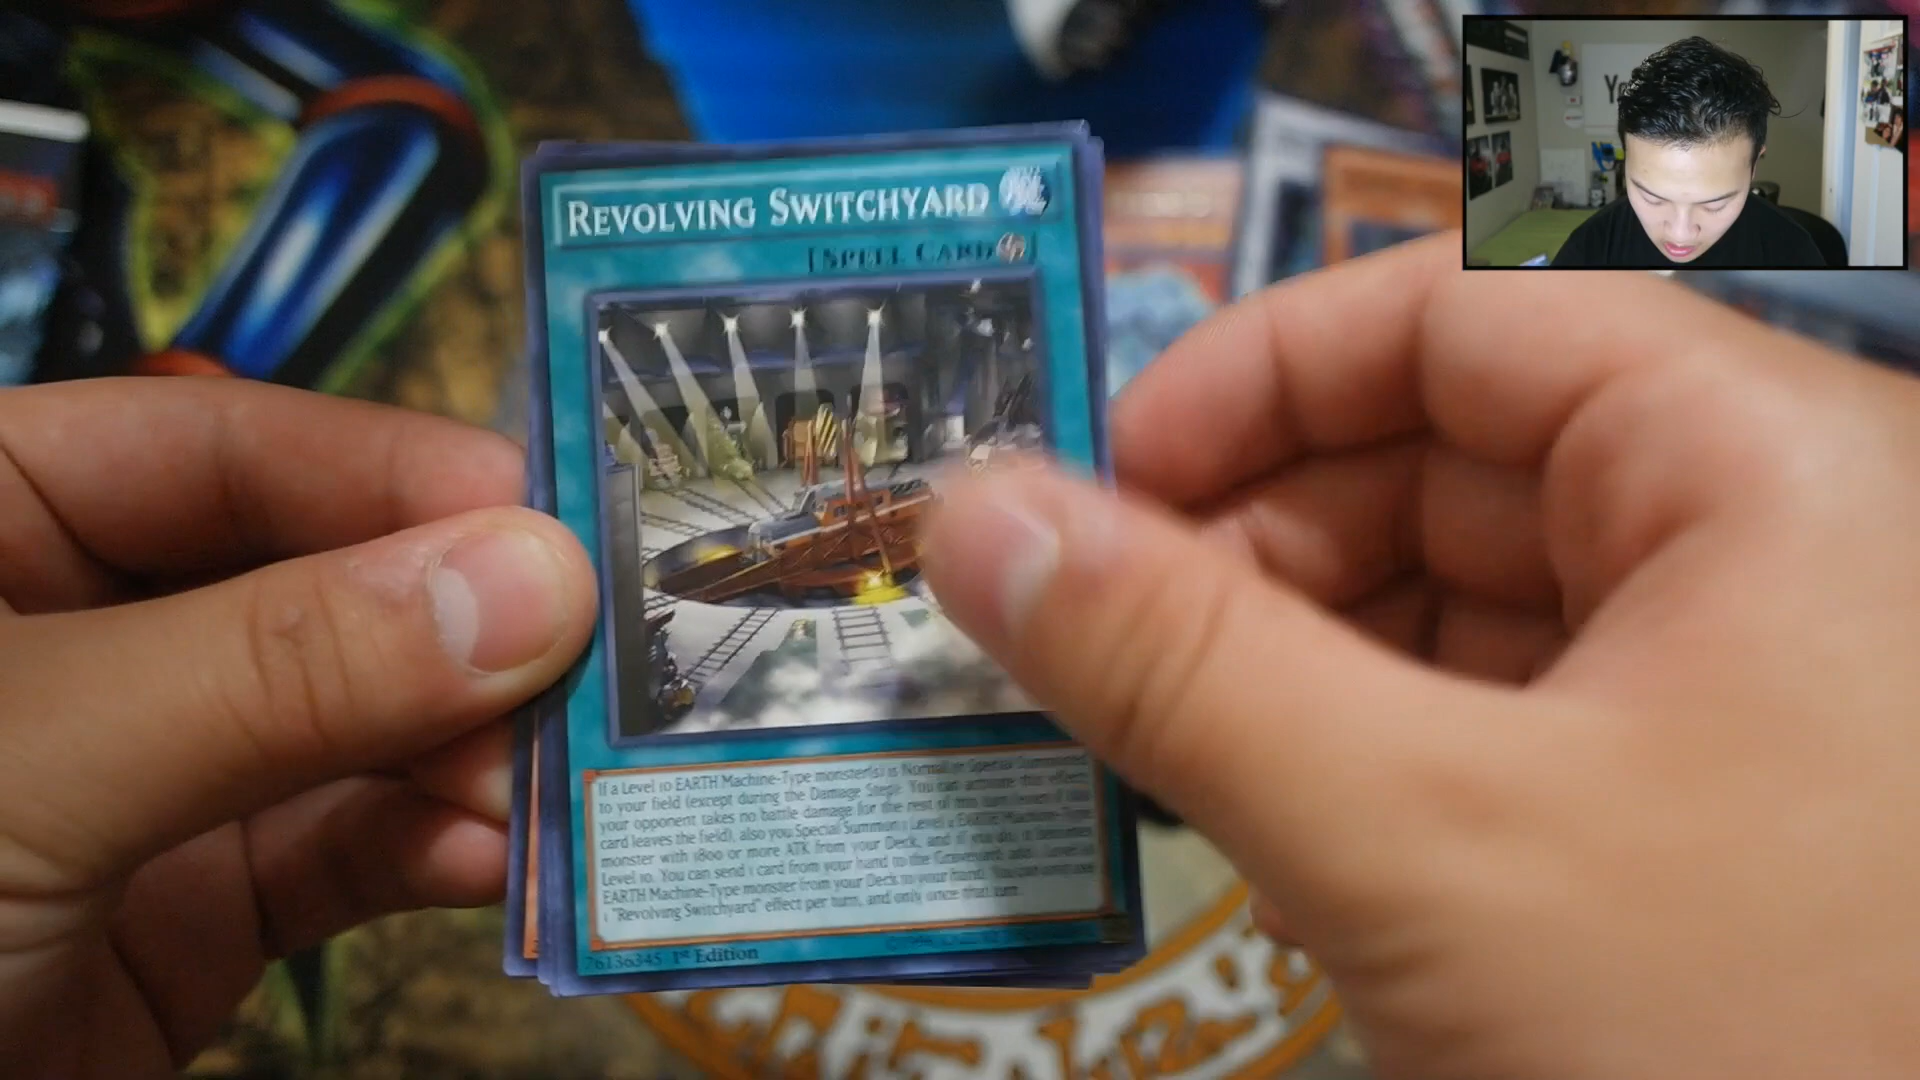 REVOLVING SWITCHYARD
[SPELL CARD]
If a Level 10 EARTH Machine-Type monster(s) is Normal or Special Summoned
to your field (except during the Damage Step): You can activate this effect;
your opponent takes no battle damage for the rest of this turn (even if this
card leaves the field), also you Special Summon 1 Level 4 EARTH Machine-Type
monster with 1800 or more ATK from your Deck, and if you do, it becomes
Level 10. You can send 1 card from your hand to the Graveyard; add 1 Level 10
EARTH Machine-Type monster from your Deck to your hand. You can only use
1 "Revolving Switchyard" effect per turn, and only once that turn.
76136345 1st Edition